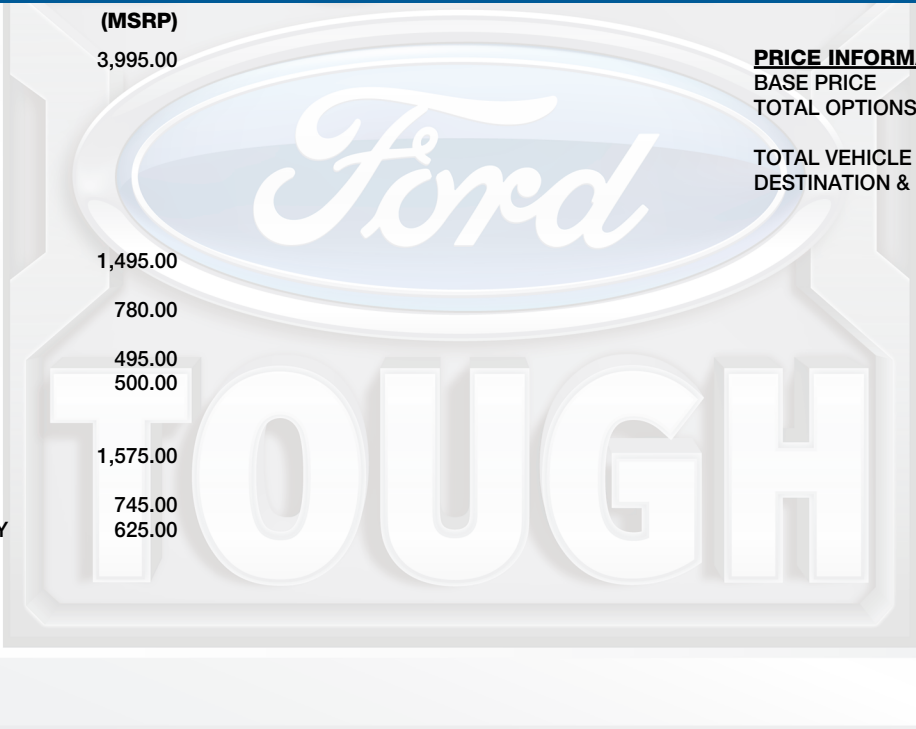 (MSRP)
3,995.00
1,495.00
780.00
495.00
500.00
1,575.00
745.00
Y 625.00
PRICE INFORMA
BASE PRICE
TOTAL OPTIONS
TOTAL VEHICLE
DESTINATION &
Ford
TOUGH